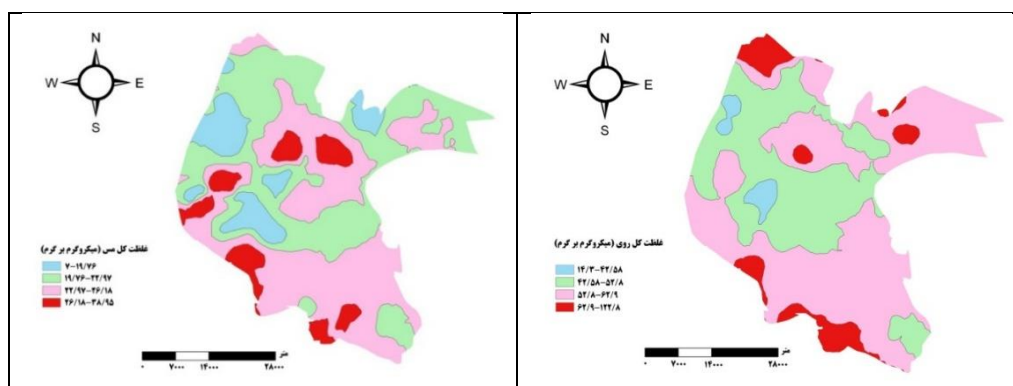 N
W E
S
غلظت کل مس (میکروگرم بر گرم)
۷-۱۹/۷۶
۱۹/۷۶-۲۲/۹۷
۲۲/۹۷-۲۶/۱۸
۲۶/۱۸-۳۸/۹۵
متر
۰ ۷۰۰۰ ۱۴۰۰۰ ۲۸۰۰۰
N
W E
S
غلظت کل روی (میکروگرم بر گرم)
۱۴/۳-۴۲/۵۸
۴۲/۵۸-۵۲/۸
۵۲/۸-۶۲/۹
۶۲/۹-۱۲۲/۸
متر
۰ ۷۰۰۰ ۱۴۰۰۰ ۲۸۰۰۰